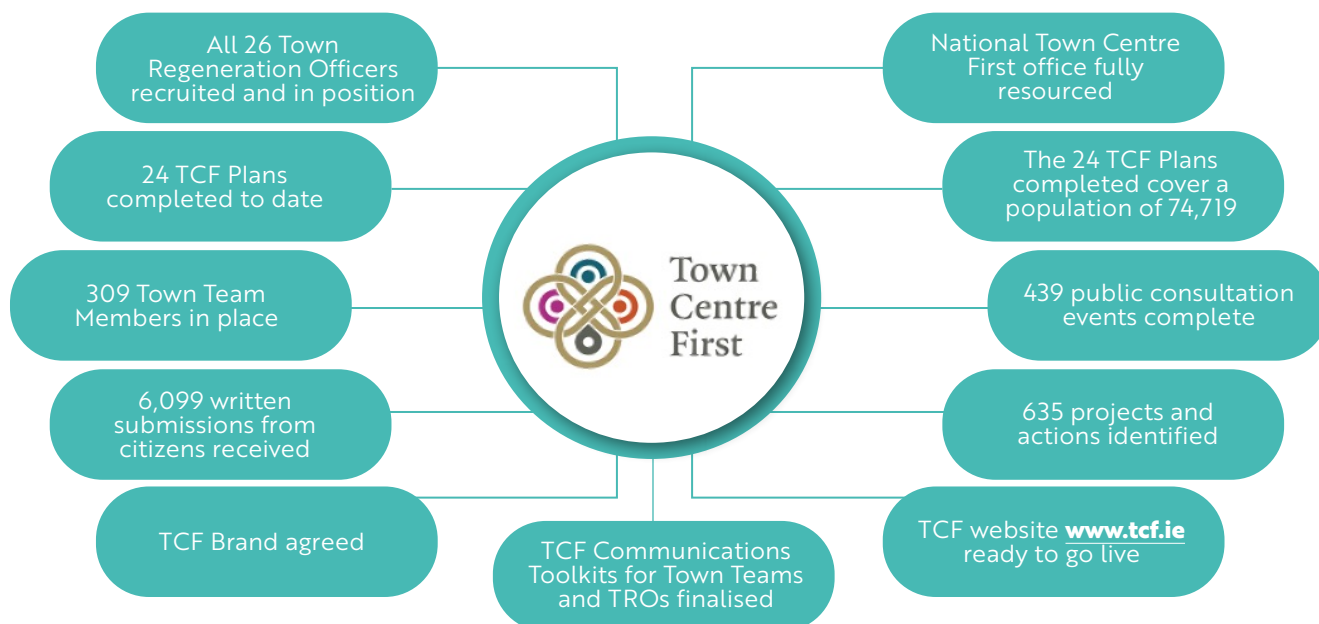 All 26 Town
Regeneration Officers
recruited and in position
National Town Centre
First office fully
resourced
24 TCF Plans
completed to date
The 24 TCF Plans
completed cover a
population of 74,719
309 Town Team
Members in place
Town
Centre
First
439 public consultation
events complete
6,099 written
submissions from
citizens received
635 projects and
actions identified
TCF Brand agreed
TCF Communications
Toolkits for Town Teams
and TROs finalised
TCF website www.tcf.ie
ready to go live